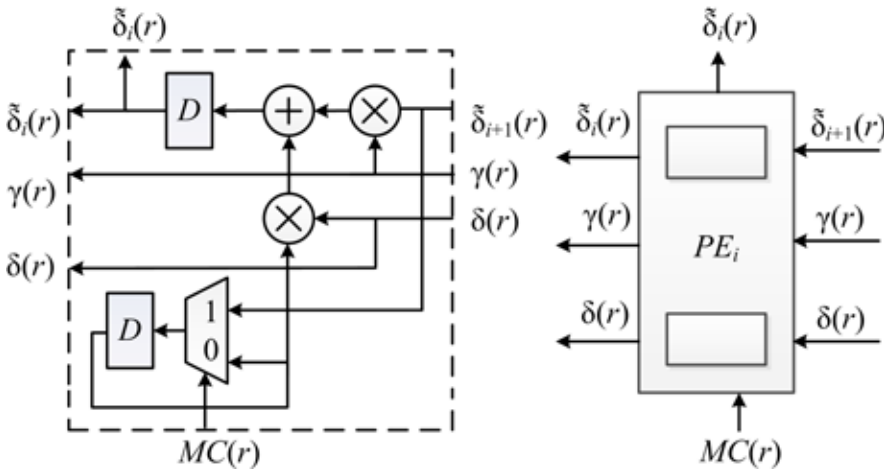 δ̃ᵢ(r)
D
+
×
δ̃ᵢ(r)
δ̃ᵢ₊₁(r)
γ(r)
γ(r)
×
δ(r)
δ(r)
D
1
0
MC(r)
δ̃ᵢ(r)
δ̃ᵢ(r)
δ̃ᵢ₊₁(r)
γ(r)
γ(r)
PEᵢ
δ(r)
δ(r)
MC(r)